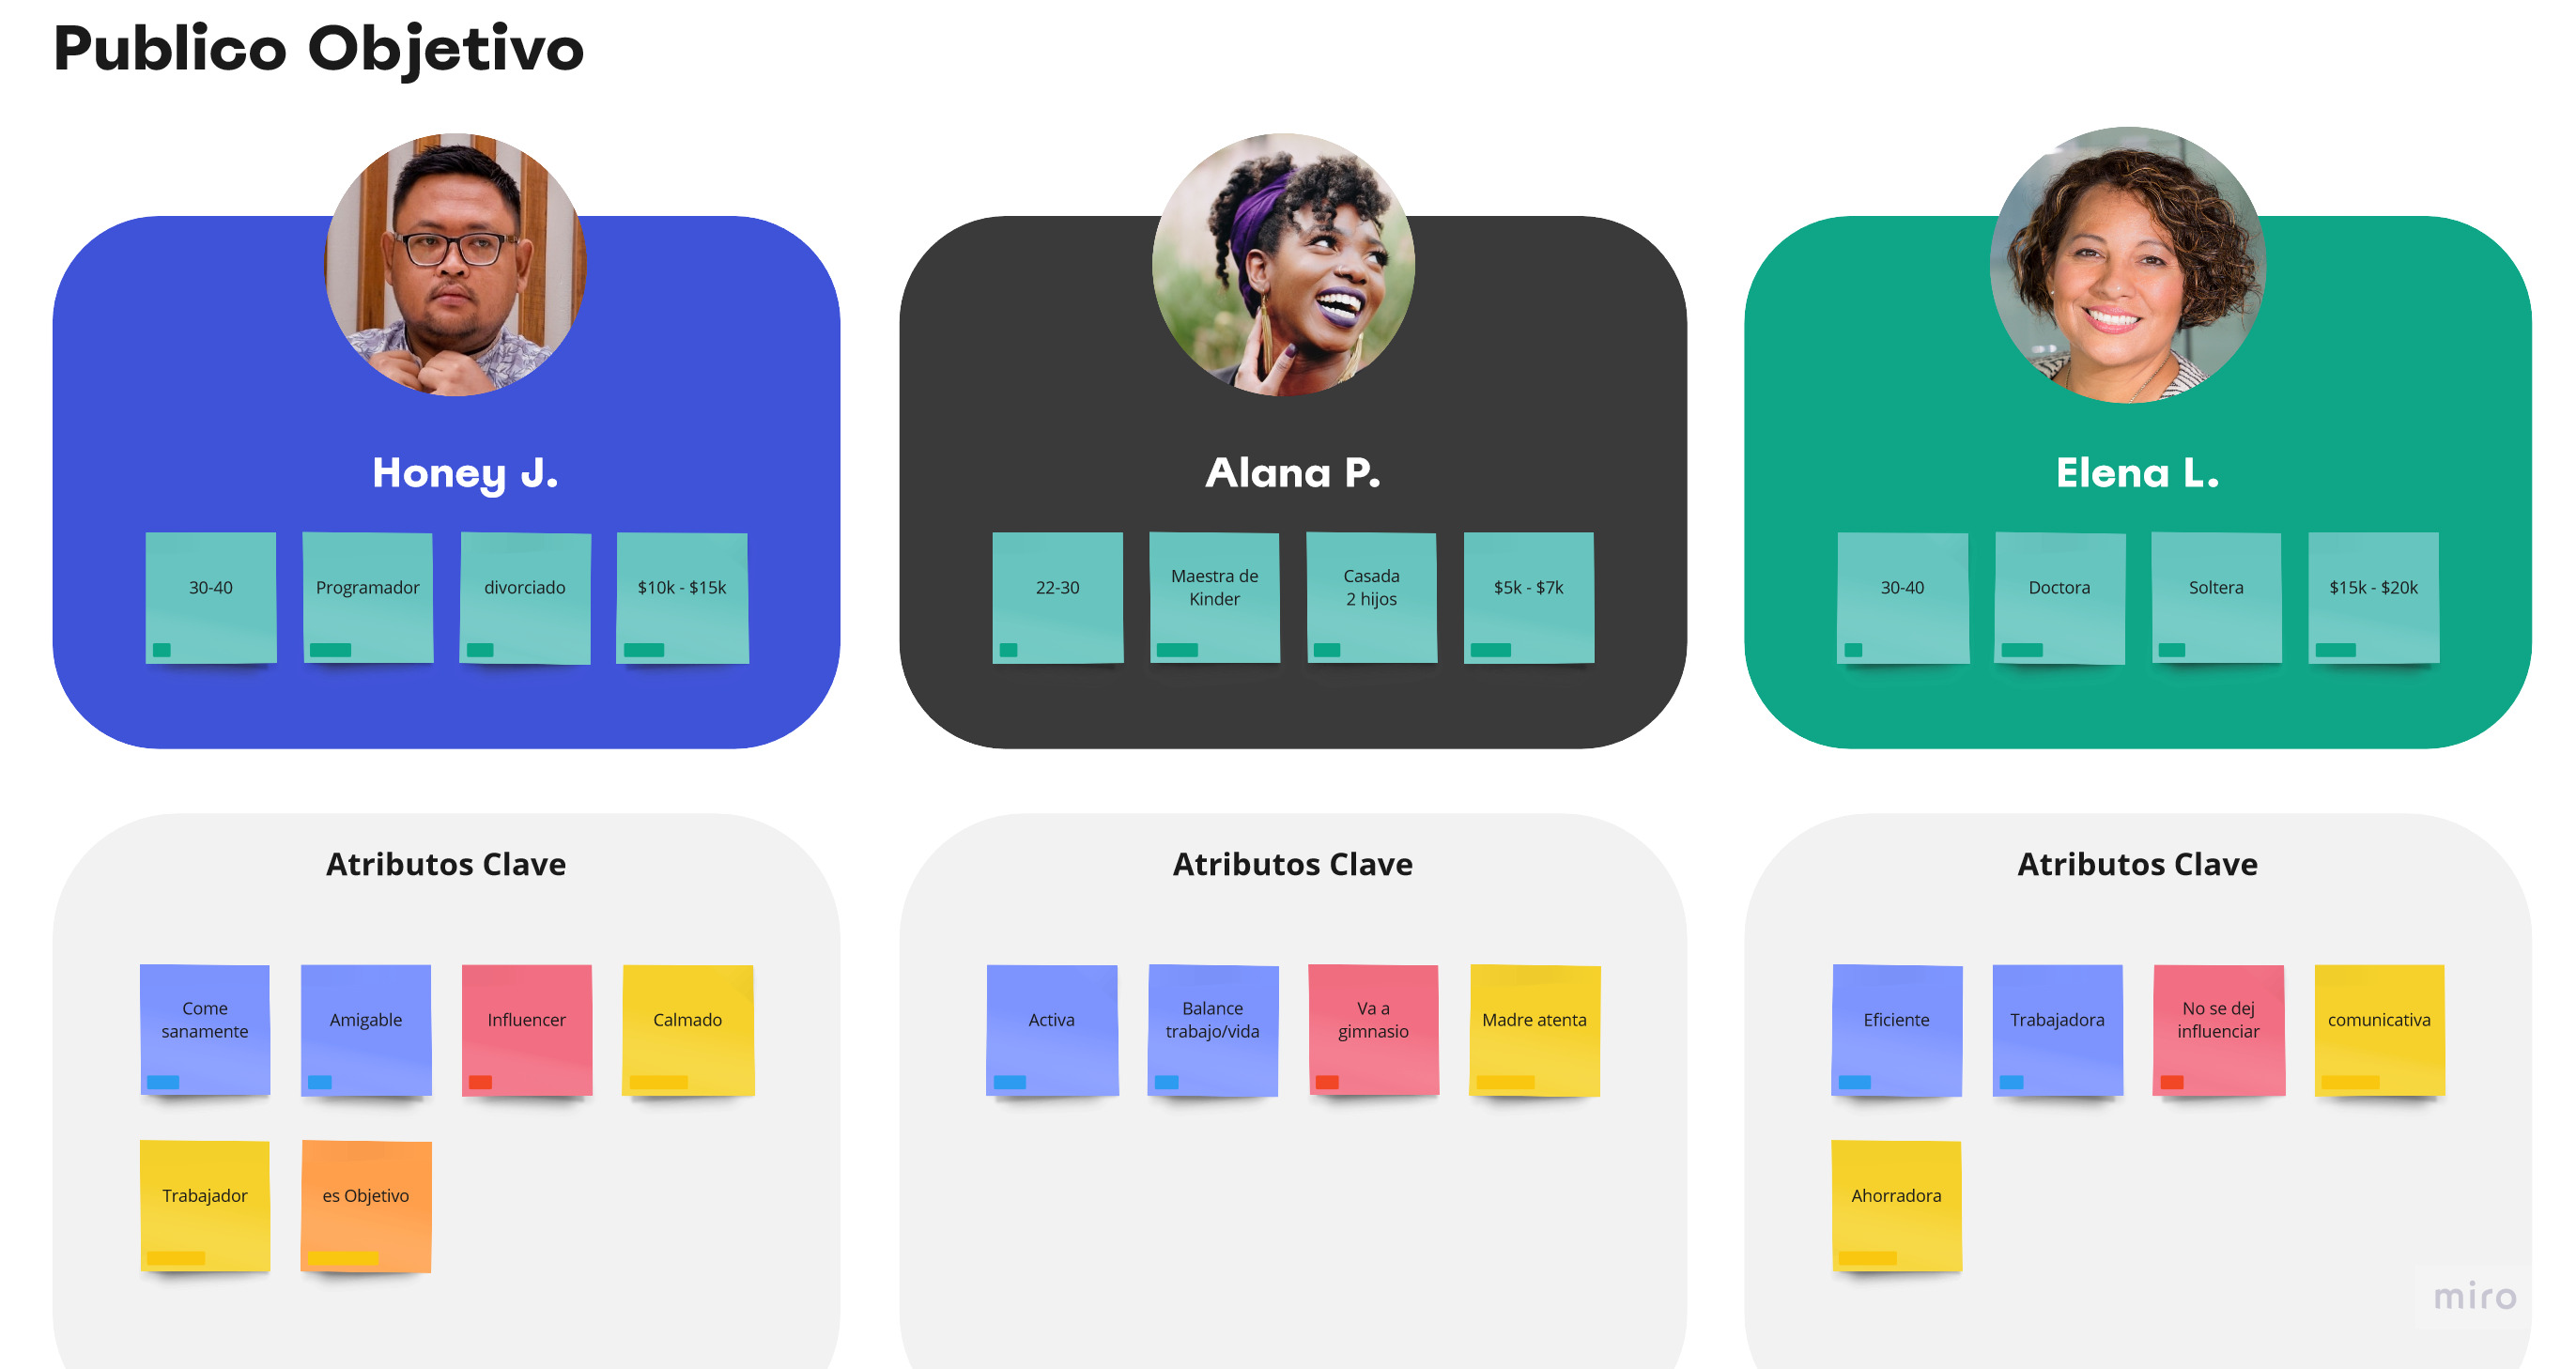 Publico Objetivo
Honey J.
30-40
Programador
divorciado
$10k - $15k
Alana P.
22-30
Maestra de
Kinder
Casada
2 hijos
$5k - $7k
Elena L.
30-40
Doctora
Soltera
$15k - $20k
Atributos Clave
Come
sanamente
Amigable
Influencer
Calmado
Trabajador
es Objetivo
Atributos Clave
Activa
Balance
trabajo/vida
Va a
gimnasio
Madre atenta
Atributos Clave
Eficiente
Trabajadora
No se dej
influenciar
comunicativa
Ahorradora
miro